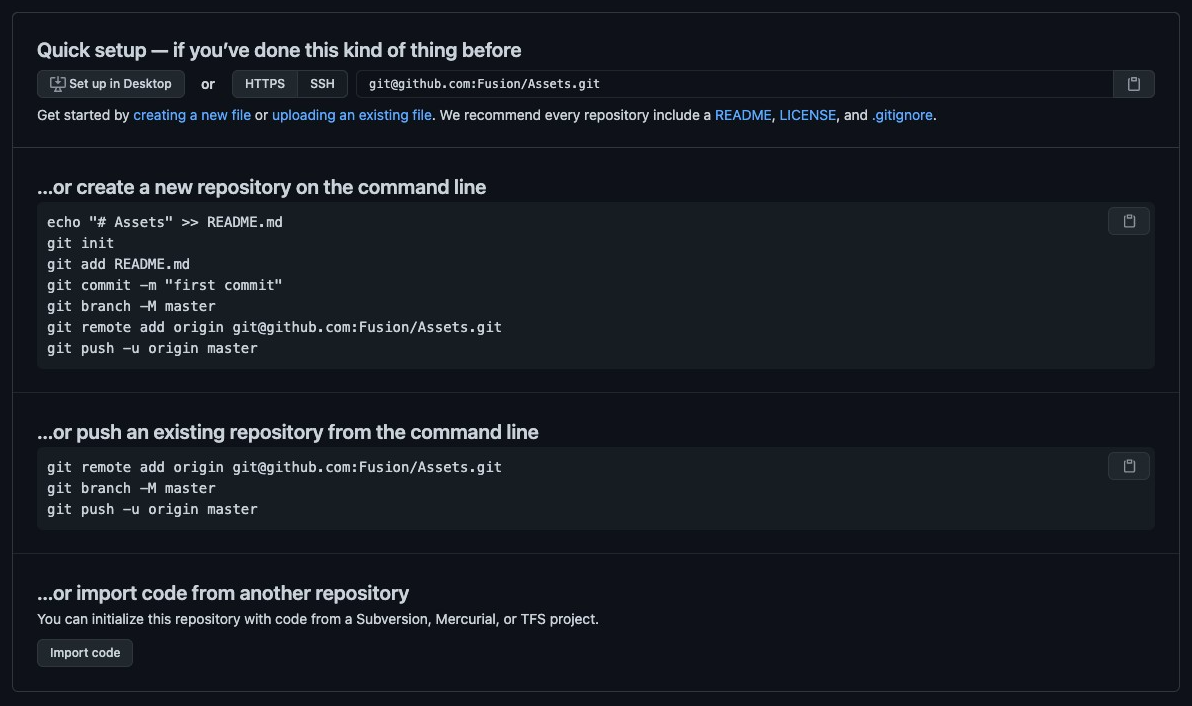 Quick setup — if you've done this kind of thing before
Set up in Desktop or HTTPS SSH git@github.com:Fusion/Assets.git
Get started by creating a new file or uploading an existing file. We recommend every repository include a README, LICENSE, and .gitignore.
...or create a new repository on the command line
echo "# Assets" >> README.md
git init
git add README.md
git commit -m "first commit"
git branch -M master
git remote add origin git@github.com:Fusion/Assets.git
git push -u origin master
...or push an existing repository from the command line
git remote add origin git@github.com:Fusion/Assets.git
git branch -M master
git push -u origin master
...or import code from another repository
You can initialize this repository with code from a Subversion, Mercurial, or TFS project.
Import code